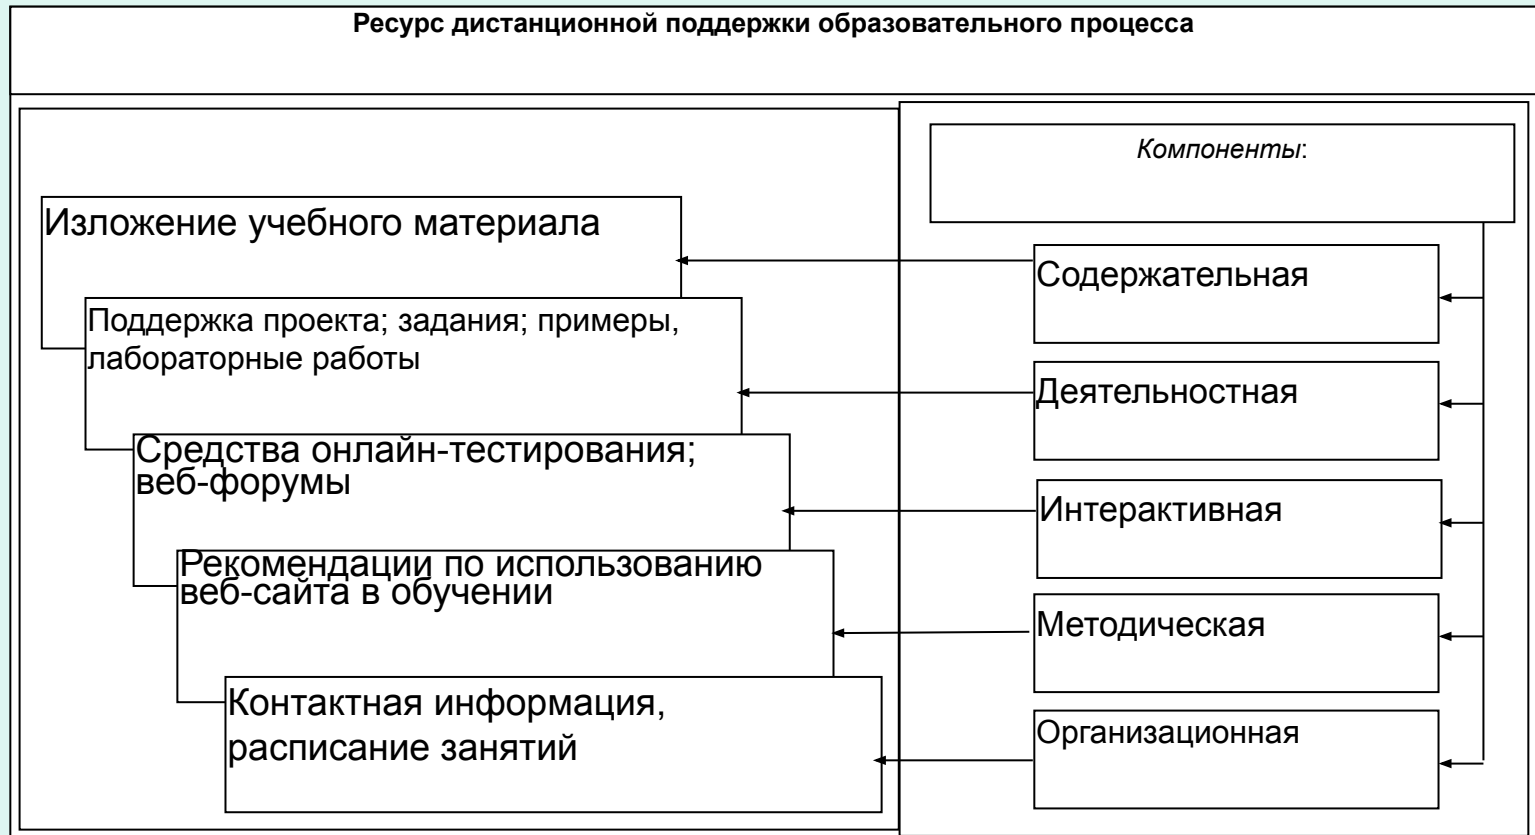 Ресурс дистанционной поддержки образовательного процесса
Компоненты:
Изложение учебного материала
Содержательная
Поддержка проекта; задания; примеры,
лабораторные работы
Деятельностная
Средства онлайн-тестирования;
веб-форумы
Интерактивная
Рекомендации по использованию
веб-сайта в обучении
Методическая
Контактная информация,
расписание занятий
Организационная